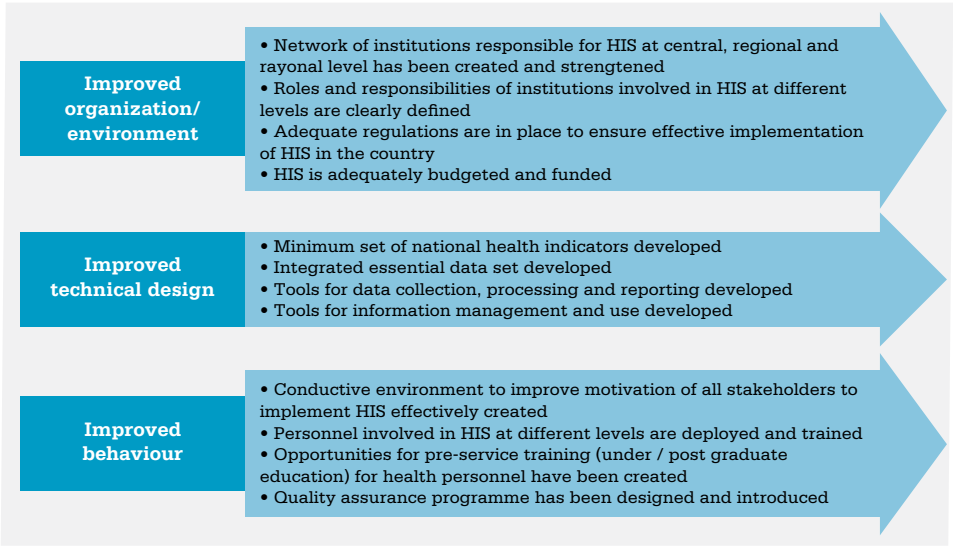 Improved
organization/
environment
• Network of institutions responsible for HIS at central, regional and
rayonal level has been created and strengtened
• Roles and responsibilities of institutions involved in HIS at different
levels are clearly defined
• Adequate regulations are in place to ensure effective implementation
of HIS in the country
• HIS is adequately budgeted and funded
Improved
technical design
• Minimum set of national health indicators developed
• Integrated essential data set developed
• Tools for data collection, processing and reporting developed
• Tools for information management and use developed
Improved
behaviour
• Conductive environment to improve motivation of all stakeholders to
implement HIS effectively created
• Personnel involved in HIS at different levels are deployed and trained
• Opportunities for pre-service training (under / post graduate
education) for health personnel have been created
• Quality assurance programme has been designed and introduced